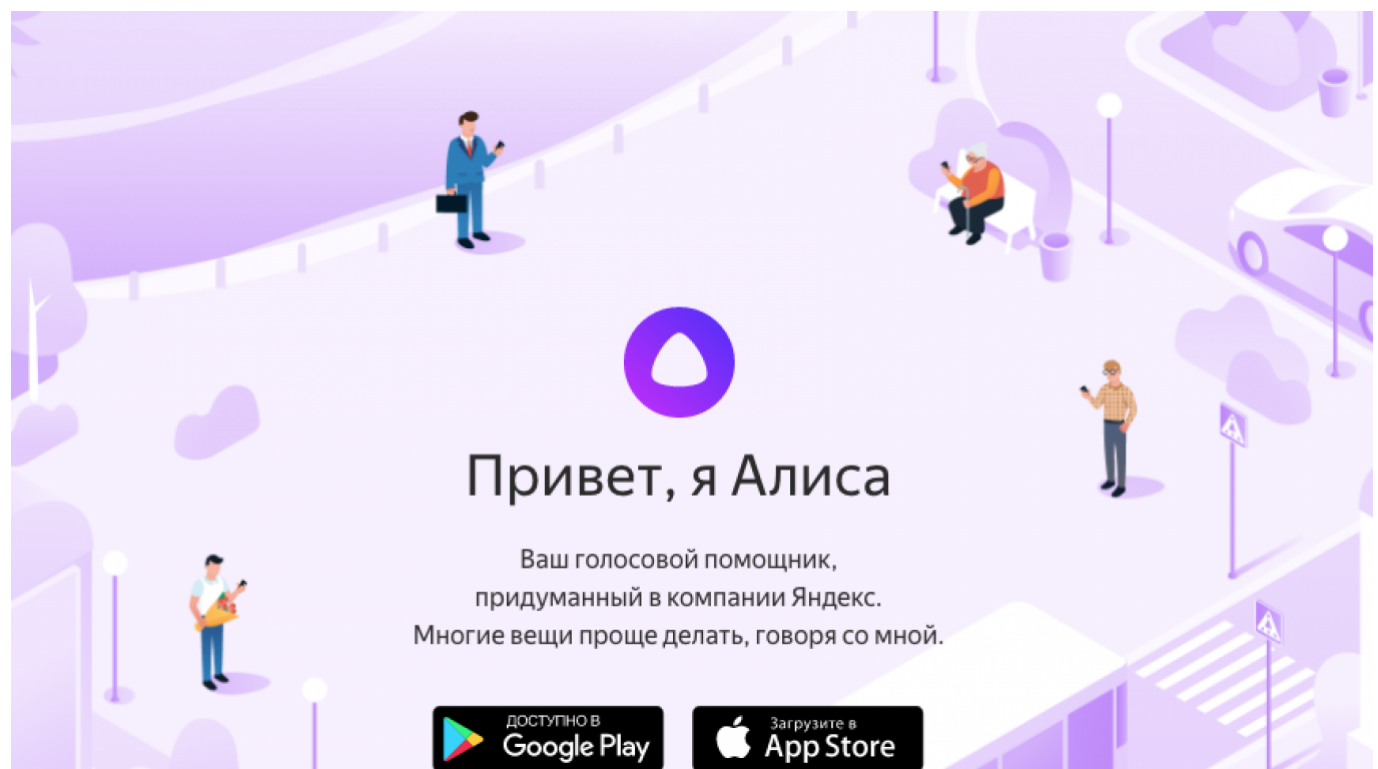 Привет, я Алиса
Ваш голосовой помощник,
придуманный в компании Яндекс.
Многие вещи проще делать, говоря со мной.
ДОСТУПНО В
Google Play
Загрузите в
App Store